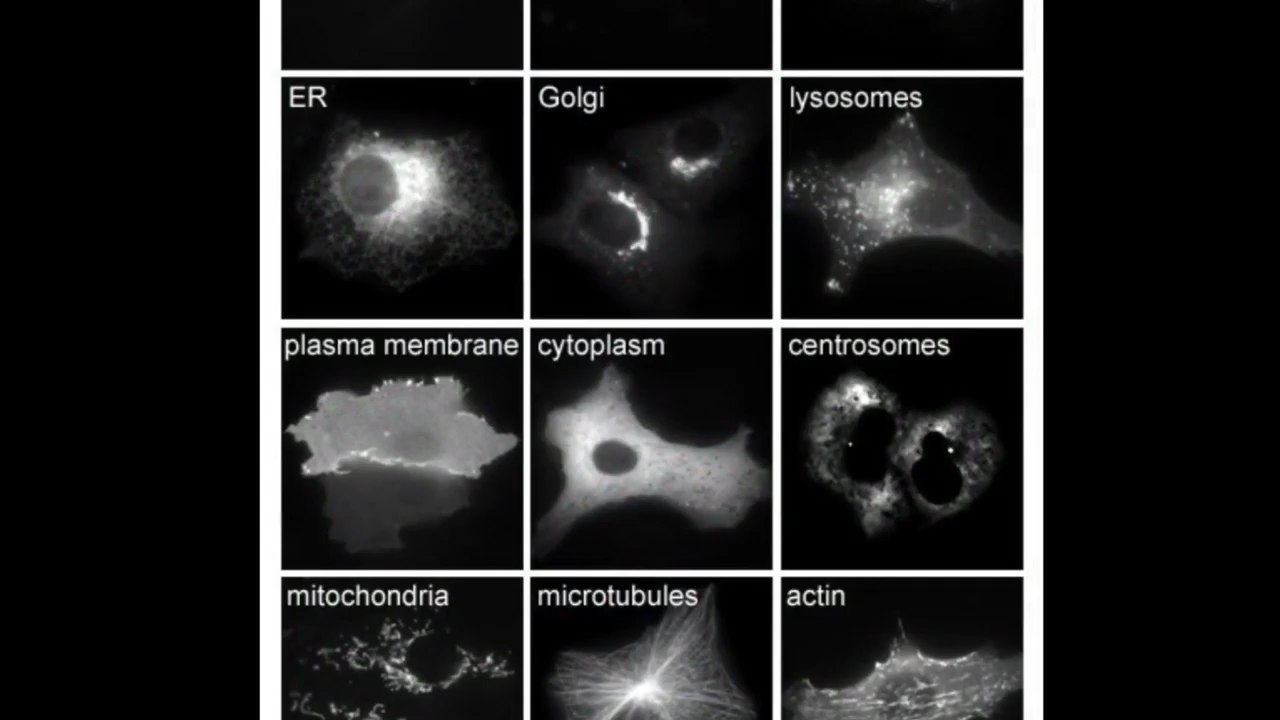 ER
Golgi
lysosomes
plasma membrane
cytoplasm
centrosomes
mitochondria
microtubules
actin